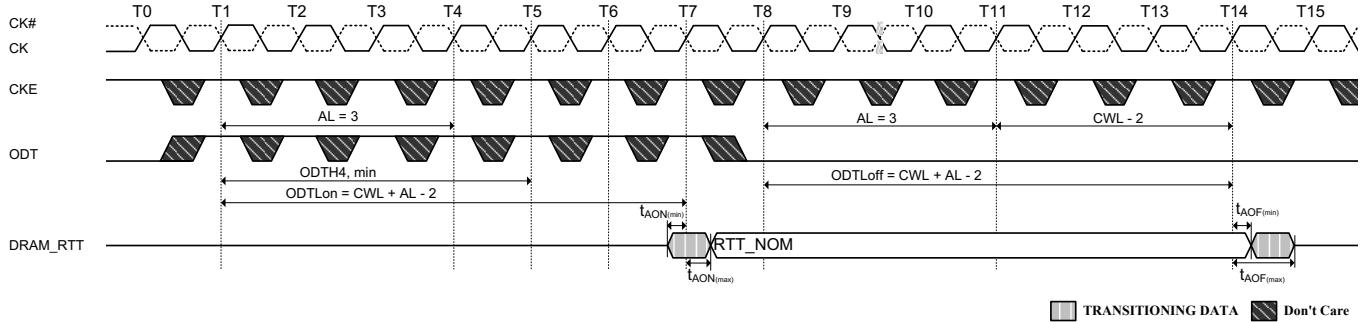 T0 T1 T2 T3 T4 T5 T6 T7 T8 T9 T10 T11 T12 T13 T14 T15
CK#
CK
CKE
AL = 3 AL = 3 CWL - 2
ODT
ODTH4, min
ODTLon = CWL + AL - 2 ODTLoff = CWL + AL - 2
tAON(min) tAOF(min)
DRAM_RTT RTT_NOM
tAON(max) tAOF(max)
TRANSITIONING DATA Don't Care